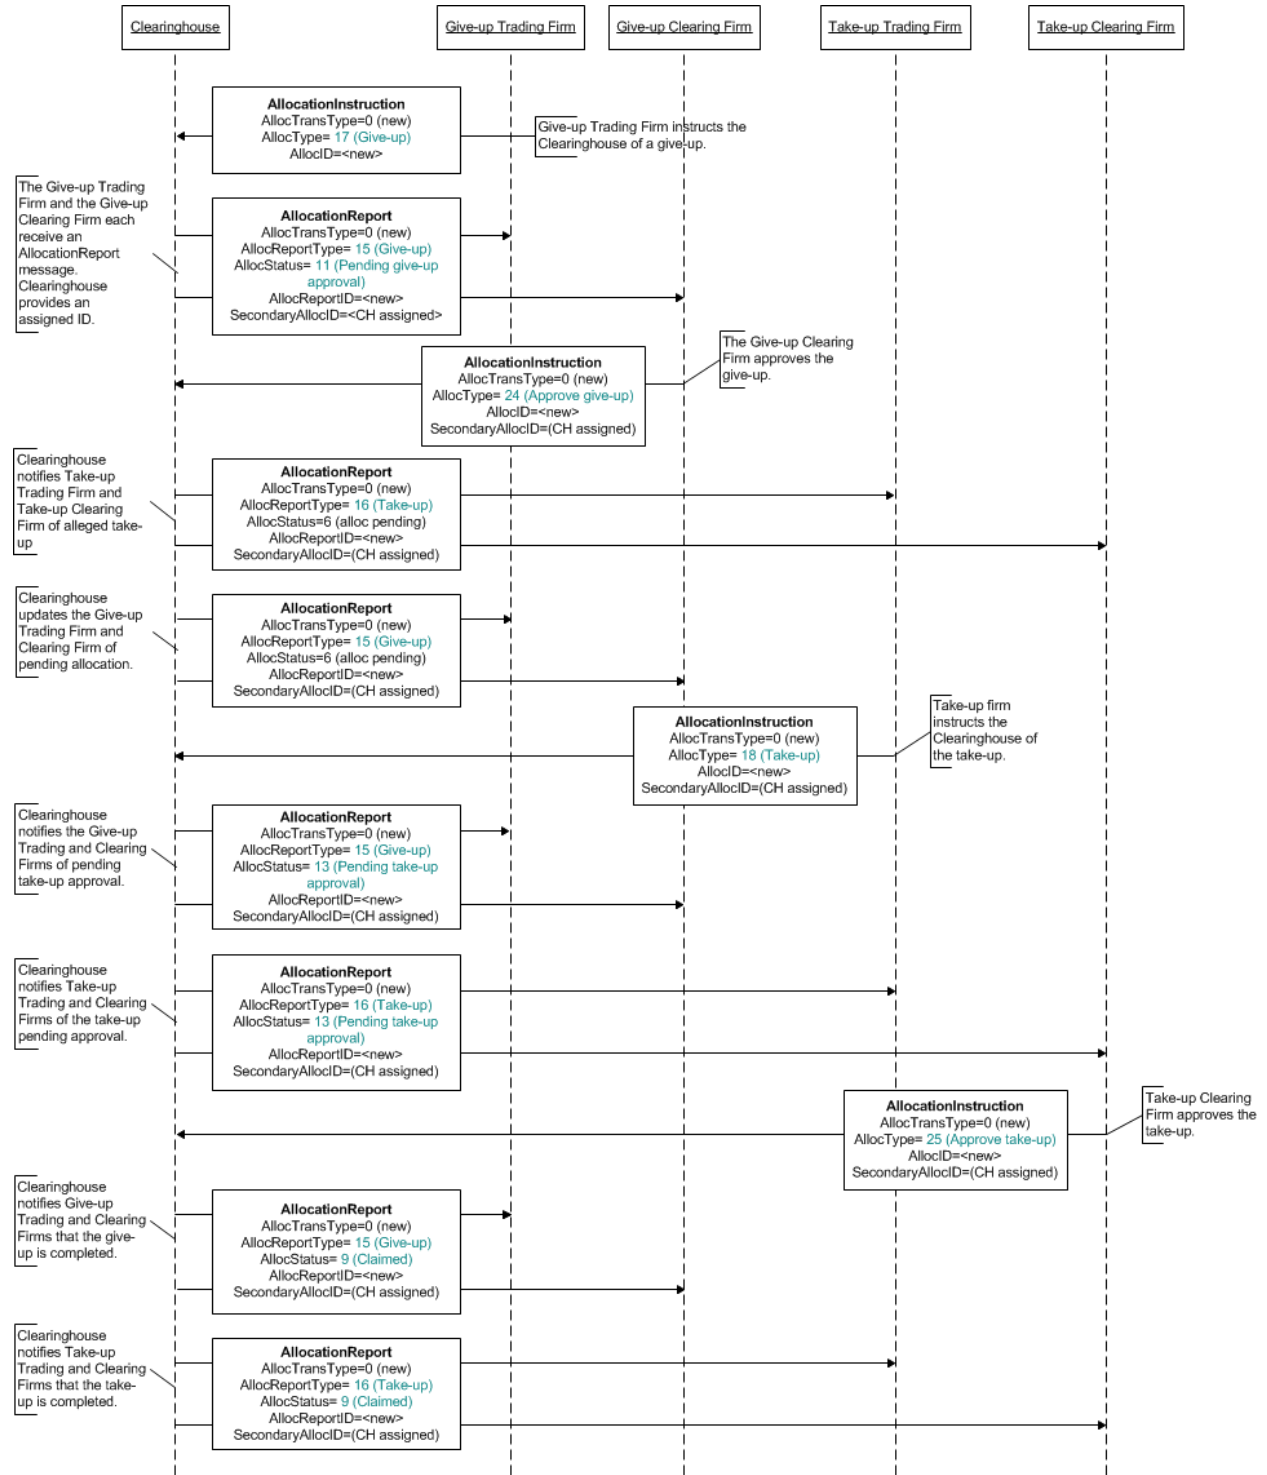 Clearinghouse
Give-up Trading Firm
Give-up Clearing Firm
Take-up Trading Firm
Take-up Clearing Firm
AllocationInstruction
AllocTransType=0 (new)
AllocType= 17 (Give-up)
AllocID=<new>
Give-up Trading Firm instructs the
Clearinghouse of a give-up.
The Give-up Trading
Firm and the Give-up
Clearing Firm each
receive an
AllocationReport
message.
Clearinghouse
provides an
assigned ID.
AllocationReport
AllocTransType=0 (new)
AllocReportType= 15 (Give-up)
AllocStatus= 11 (Pending give-up
approval)
AllocReportID=<new>
SecondaryAllocID=<CH assigned>
AllocationInstruction
AllocTransType=0 (new)
AllocType= 24 (Approve give-up)
AllocID=<new>
SecondaryAllocID=(CH assigned)
The Give-up Clearing
Firm approves the
give-up.
Clearinghouse
notifies Take-up
Trading Firm and
Take-up Clearing
Firm of alleged take-
up
AllocationReport
AllocTransType=0 (new)
AllocReportType= 16 (Take-up)
AllocStatus=6 (alloc pending)
AllocReportID=<new>
SecondaryAllocID=(CH assigned)
Clearinghouse
updates the Give-up
Trading Firm and
Clearing Firm of
pending allocation.
AllocationReport
AllocTransType=0 (new)
AllocReportType= 15 (Give-up)
AllocStatus=6 (alloc pending)
AllocReportID=<new>
SecondaryAllocID=(CH assigned)
AllocationInstruction
AllocTransType=0 (new)
AllocType= 18 (Take-up)
AllocID=<new>
SecondaryAllocID=(CH assigned)
Take-up firm
instructs the
Clearinghouse of
the take-up.
Clearinghouse
notifies the Give-up
Trading and Clearing
Firms of pending
take-up approval.
AllocationReport
AllocTransType=0 (new)
AllocReportType= 15 (Give-up)
AllocStatus= 13 (Pending take-up
approval)
AllocReportID=<new>
SecondaryAllocID=(CH assigned)
Clearinghouse
notifies Take-up
Trading and Clearing
Firms of the take-up
pending approval.
AllocationReport
AllocTransType=0 (new)
AllocReportType= 16 (Take-up)
AllocStatus= 13 (Pending take-up
approval)
AllocReportID=<new>
SecondaryAllocID=(CH assigned)
AllocationInstruction
AllocTransType=0 (new)
AllocType= 25 (Approve take-up)
AllocID=<new>
SecondaryAllocID=(CH assigned)
Take-up Clearing
Firm approves the
take-up.
Clearinghouse
notifies Give-up
Trading and Clearing
Firms that the give-
up is completed.
AllocationReport
AllocTransType=0 (new)
AllocReportType= 15 (Give-up)
AllocStatus= 9 (Claimed)
AllocReportID=<new>
SecondaryAllocID=(CH assigned)
Clearinghouse
notifies Take-up
Trading and Clearing
Firms that the take-
up is completed.
AllocationReport
AllocTransType=0 (new)
AllocReportType= 16 (Take-up)
AllocStatus= 9 (Claimed)
AllocReportID=<new>
SecondaryAllocID=(CH assigned)